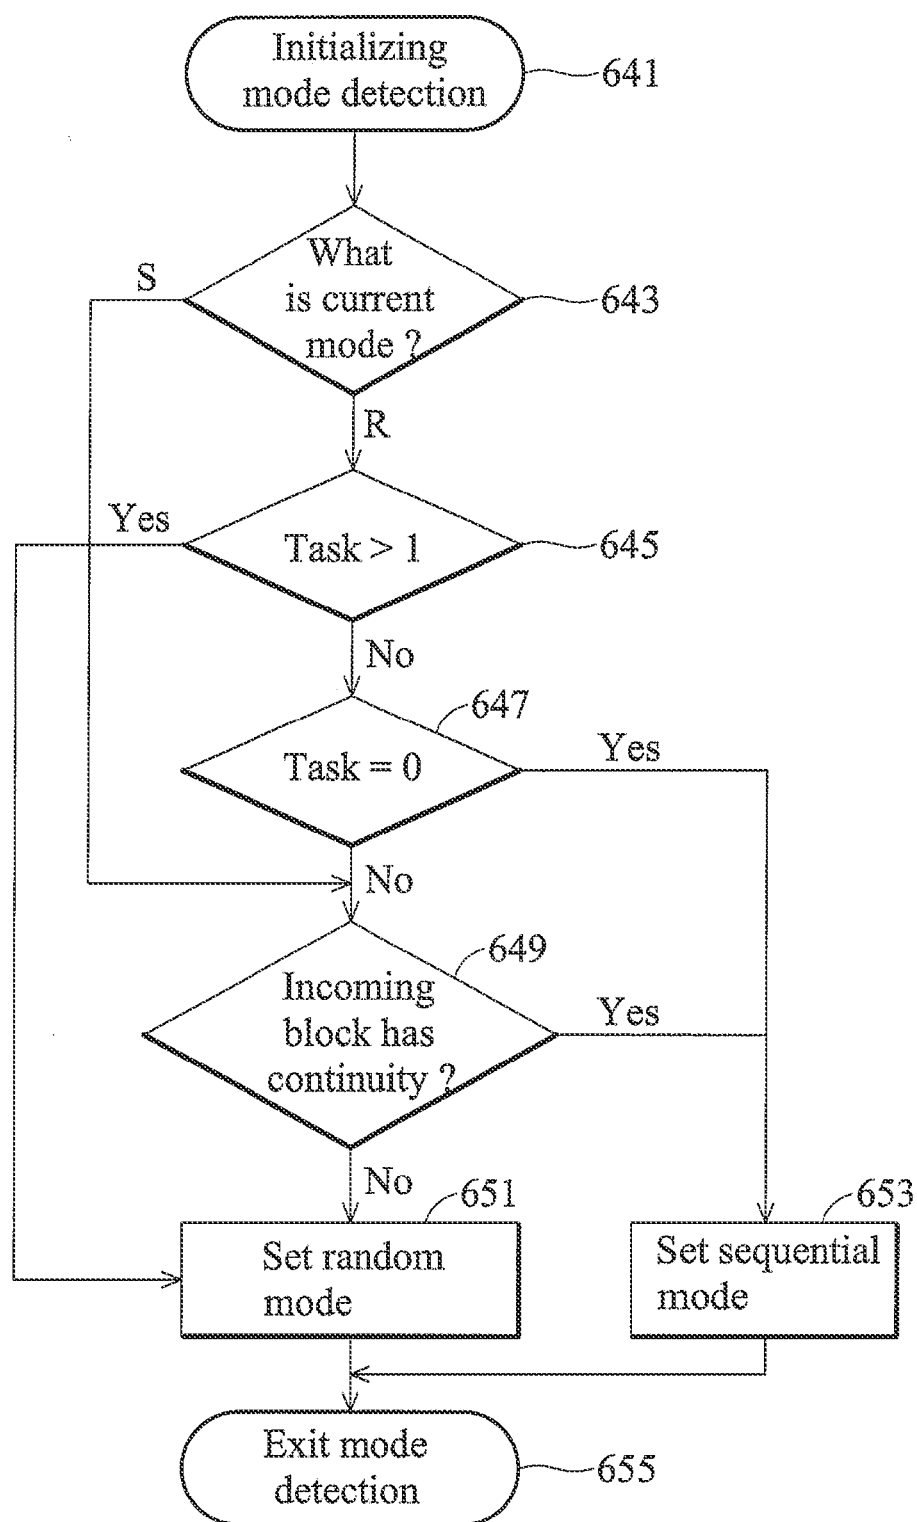 Initializing
mode detection
641
What
is current
mode ?
643
S
R
Yes
Task > 1
645
No
647
Task = 0
Yes
No
649
Incoming
block has
continuity ?
Yes
No
651
653
Set random
mode
Set sequential
mode
Exit mode
detection
655